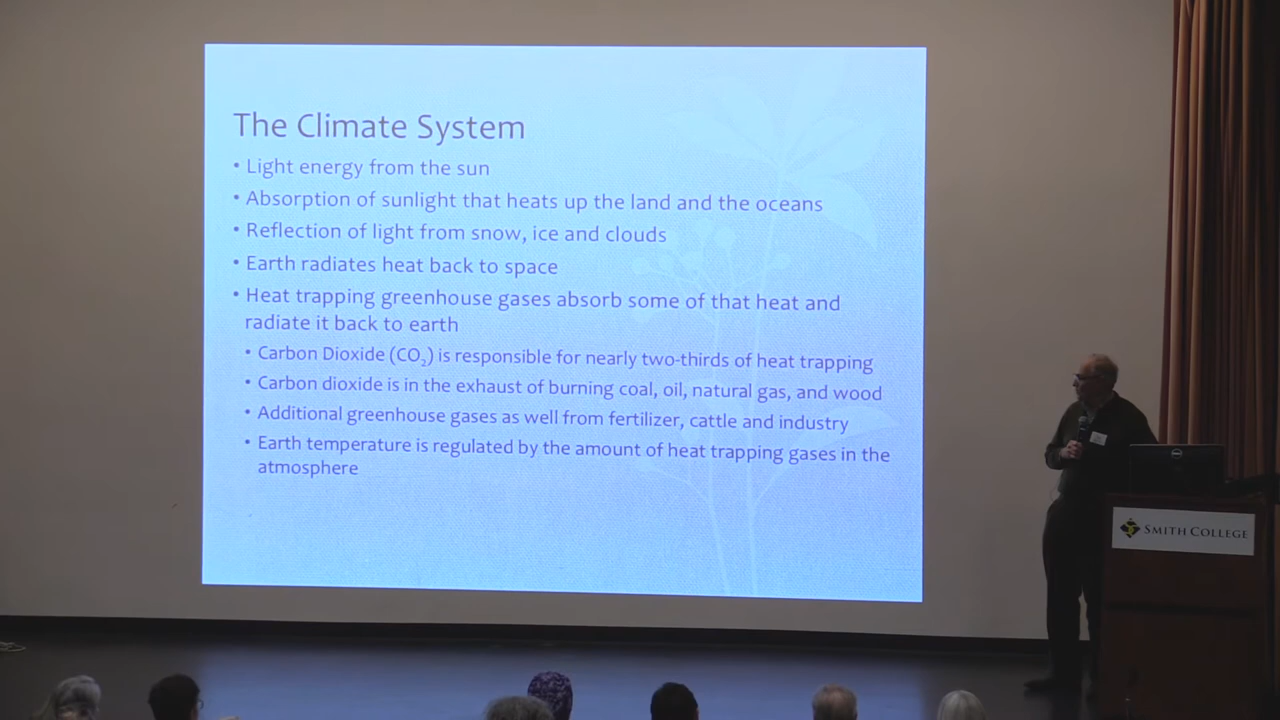 The Climate System
• Light energy from the sun
• Absorption of sunlight that heats up the land and the oceans
• Reflection of light from snow, ice and clouds
• Earth radiates heat back to space
• Heat trapping greenhouse gases absorb some of that heat and
radiate it back to earth
• Carbon Dioxide (CO₂) is responsible for nearly two-thirds of heat trapping
• Carbon dioxide is in the exhaust of burning coal, oil, natural gas, and wood
• Additional greenhouse gases as well from fertilizer, cattle and industry
• Earth temperature is regulated by the amount of heat trapping gases in the
atmosphere
DELL
SMITH COLLEGE